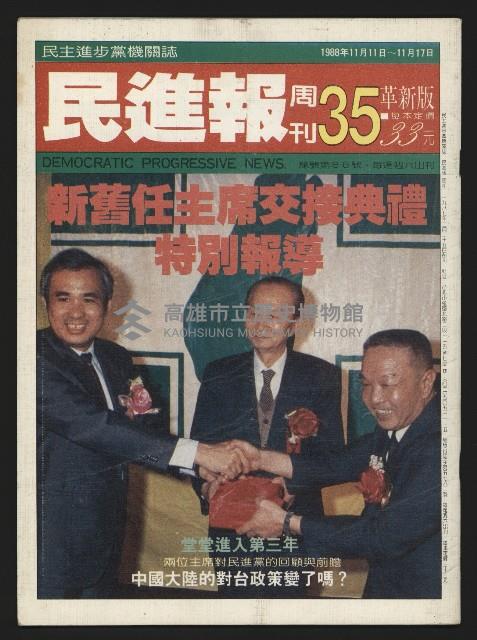 民主進步黨機關誌
1988年11月11日~11月17日
民進報
周刊
35
革新版
■每本定價
33元
DEMOCRATIC PROGRESSIVE NEWS.
新舊任主席交接典禮
特別報導
高雄市立歷史博物館
KAOHSIUNG MUSEUM OF HISTORY
堂堂進入第三年
兩位主席對民進黨的回顧與前瞻
中國大陸的對台政策變了嗎？